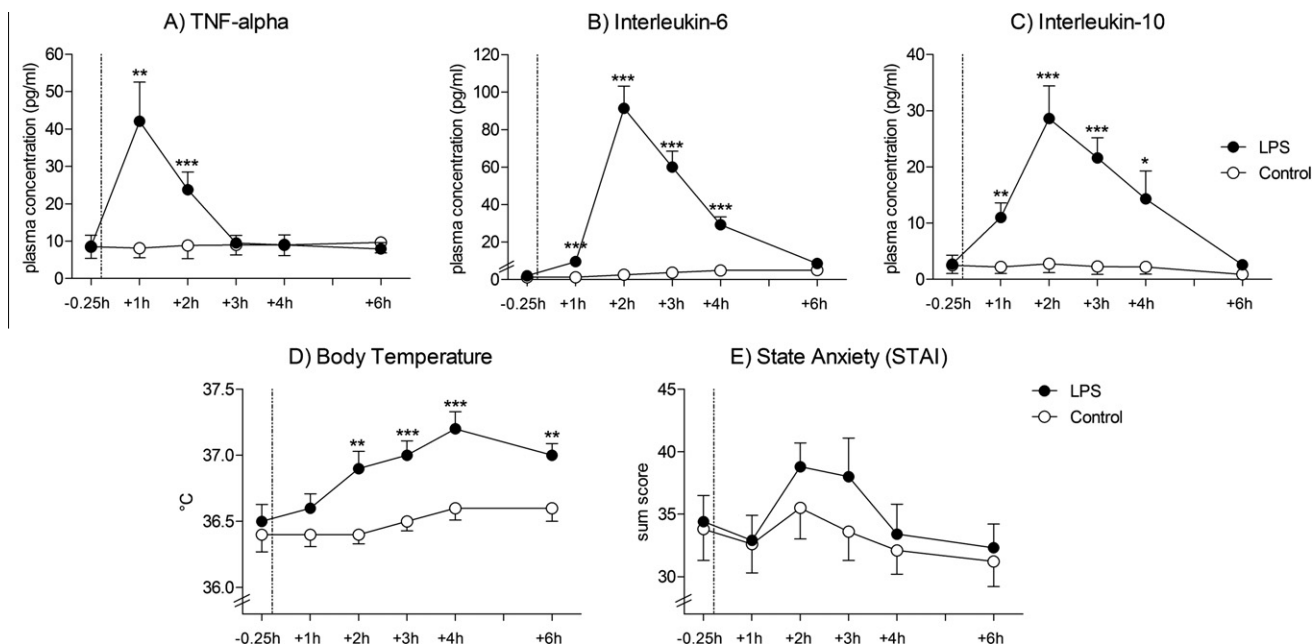 A) TNF-alpha
plasma concentration (pg/ml)
60
50
40
30
20
10
0
**
***
-0.25h +1h +2h +3h +4h +6h
B) Interleukin-6
plasma concentration (pg/ml)
120
100
80
60
40
20
0
***
***
***
***
-0.25h +1h +2h +3h +4h +6h
C) Interleukin-10
plasma concentration (pg/ml)
40
30
20
10
0
**
***
***
*
-0.25h +1h +2h +3h +4h +6h
LPS
Control
D) Body Temperature
°C
37.5
37.0
36.5
36.0
**
***
***
**
-0.25h +1h +2h +3h +4h +6h
E) State Anxiety (STAI)
sum score
45
40
35
30
-0.25h +1h +2h +3h +4h +6h
LPS
Control